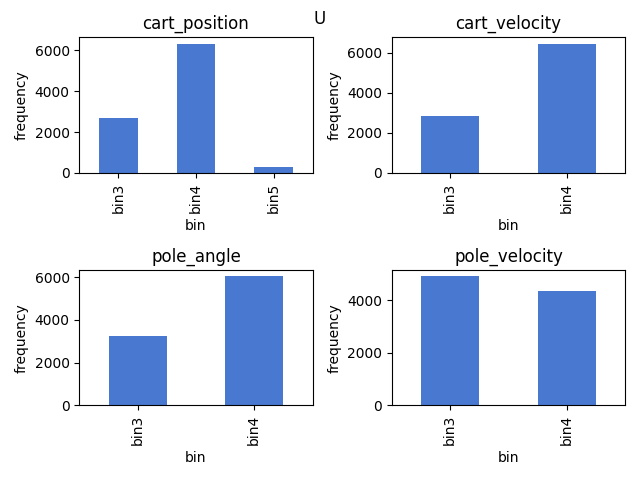 U
cart_position
frequency
6000
4000
2000
0
bin3
bin4
bin5
bin
cart_velocity
frequency
6000
4000
2000
0
bin3
bin4
bin
pole_angle
frequency
6000
4000
2000
0
bin3
bin4
bin
pole_velocity
frequency
4000
2000
0
bin3
bin4
bin